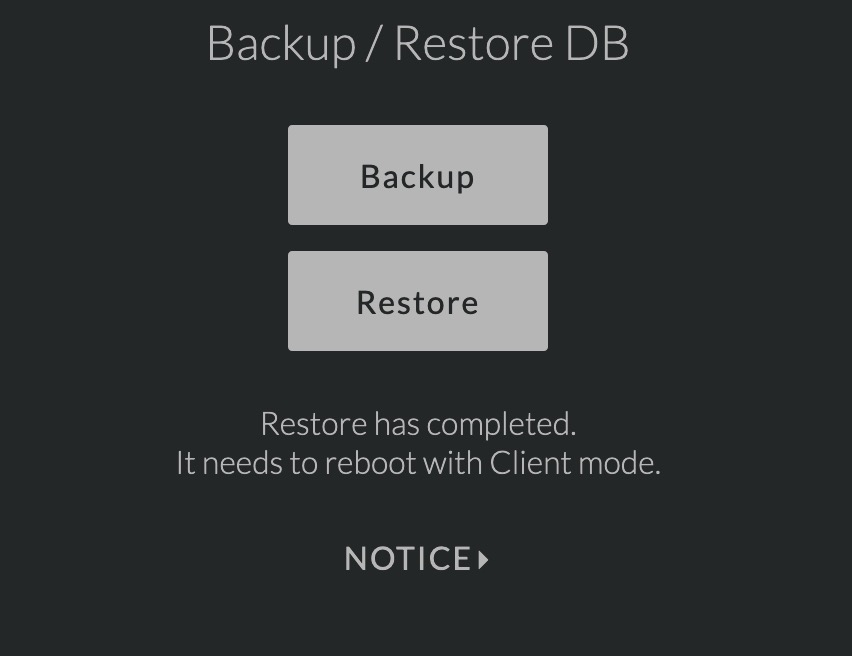 Backup / Restore DB
Backup
Restore
Restore has completed.
It needs to reboot with Client mode.
NOTICE